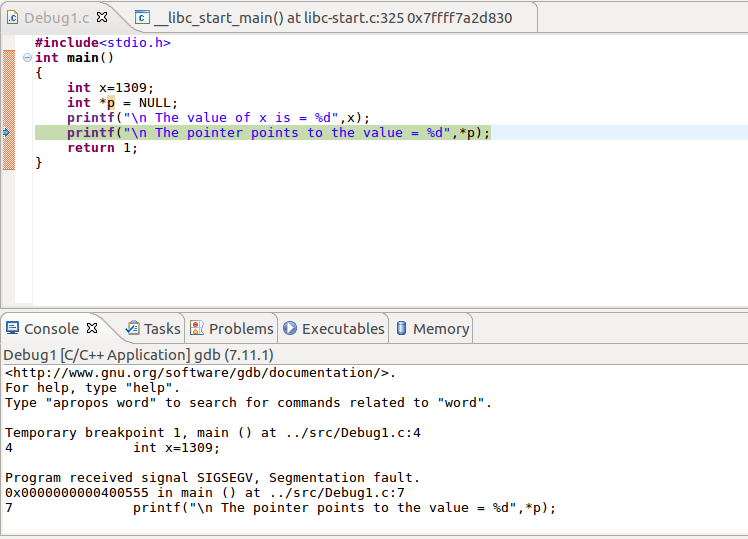 Debug1.c __libc_start_main() at libc-start.c:325 0x7ffff7a2d830
#include<stdio.h>
int main()
{
    int x=1309;
    int *p = NULL;
    printf("\n The value of x is = %d",x);
    printf("\n The pointer points to the value = %d",*p);
    return 1;
}
Console Tasks Problems Executables Memory
Debug1 [C/C++ Application] gdb (7.11.1)
<http://www.gnu.org/software/gdb/documentation/>.
For help, type "help".
Type "apropos word" to search for commands related to "word".
Temporary breakpoint 1, main () at ../src/Debug1.c:4
4               int x=1309;
Program received signal SIGSEGV, Segmentation fault.
0x0000000000400555 in main () at ../src/Debug1.c:7
7               printf("\n The pointer points to the value = %d",*p);